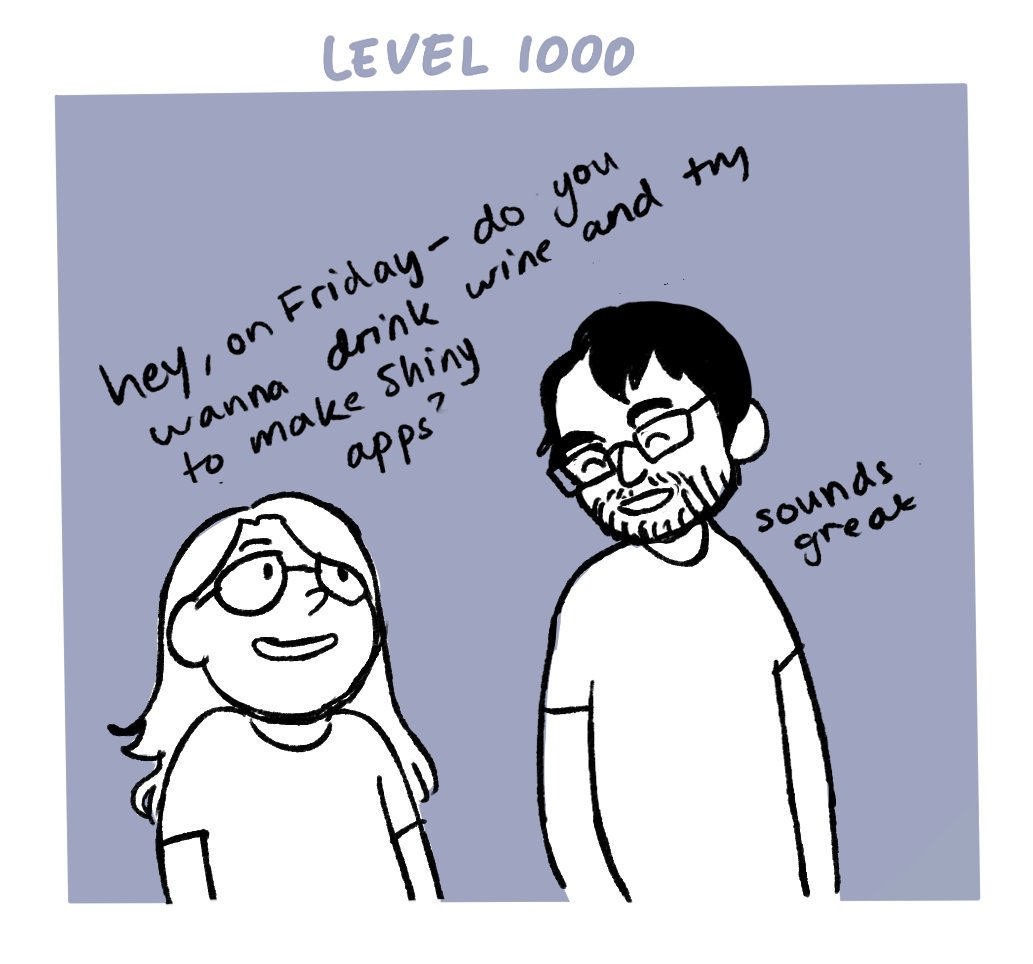 LEVEL 1000
hey, on Friday - do you
wanna drink wine and try
to make Shiny
apps?
sounds
great